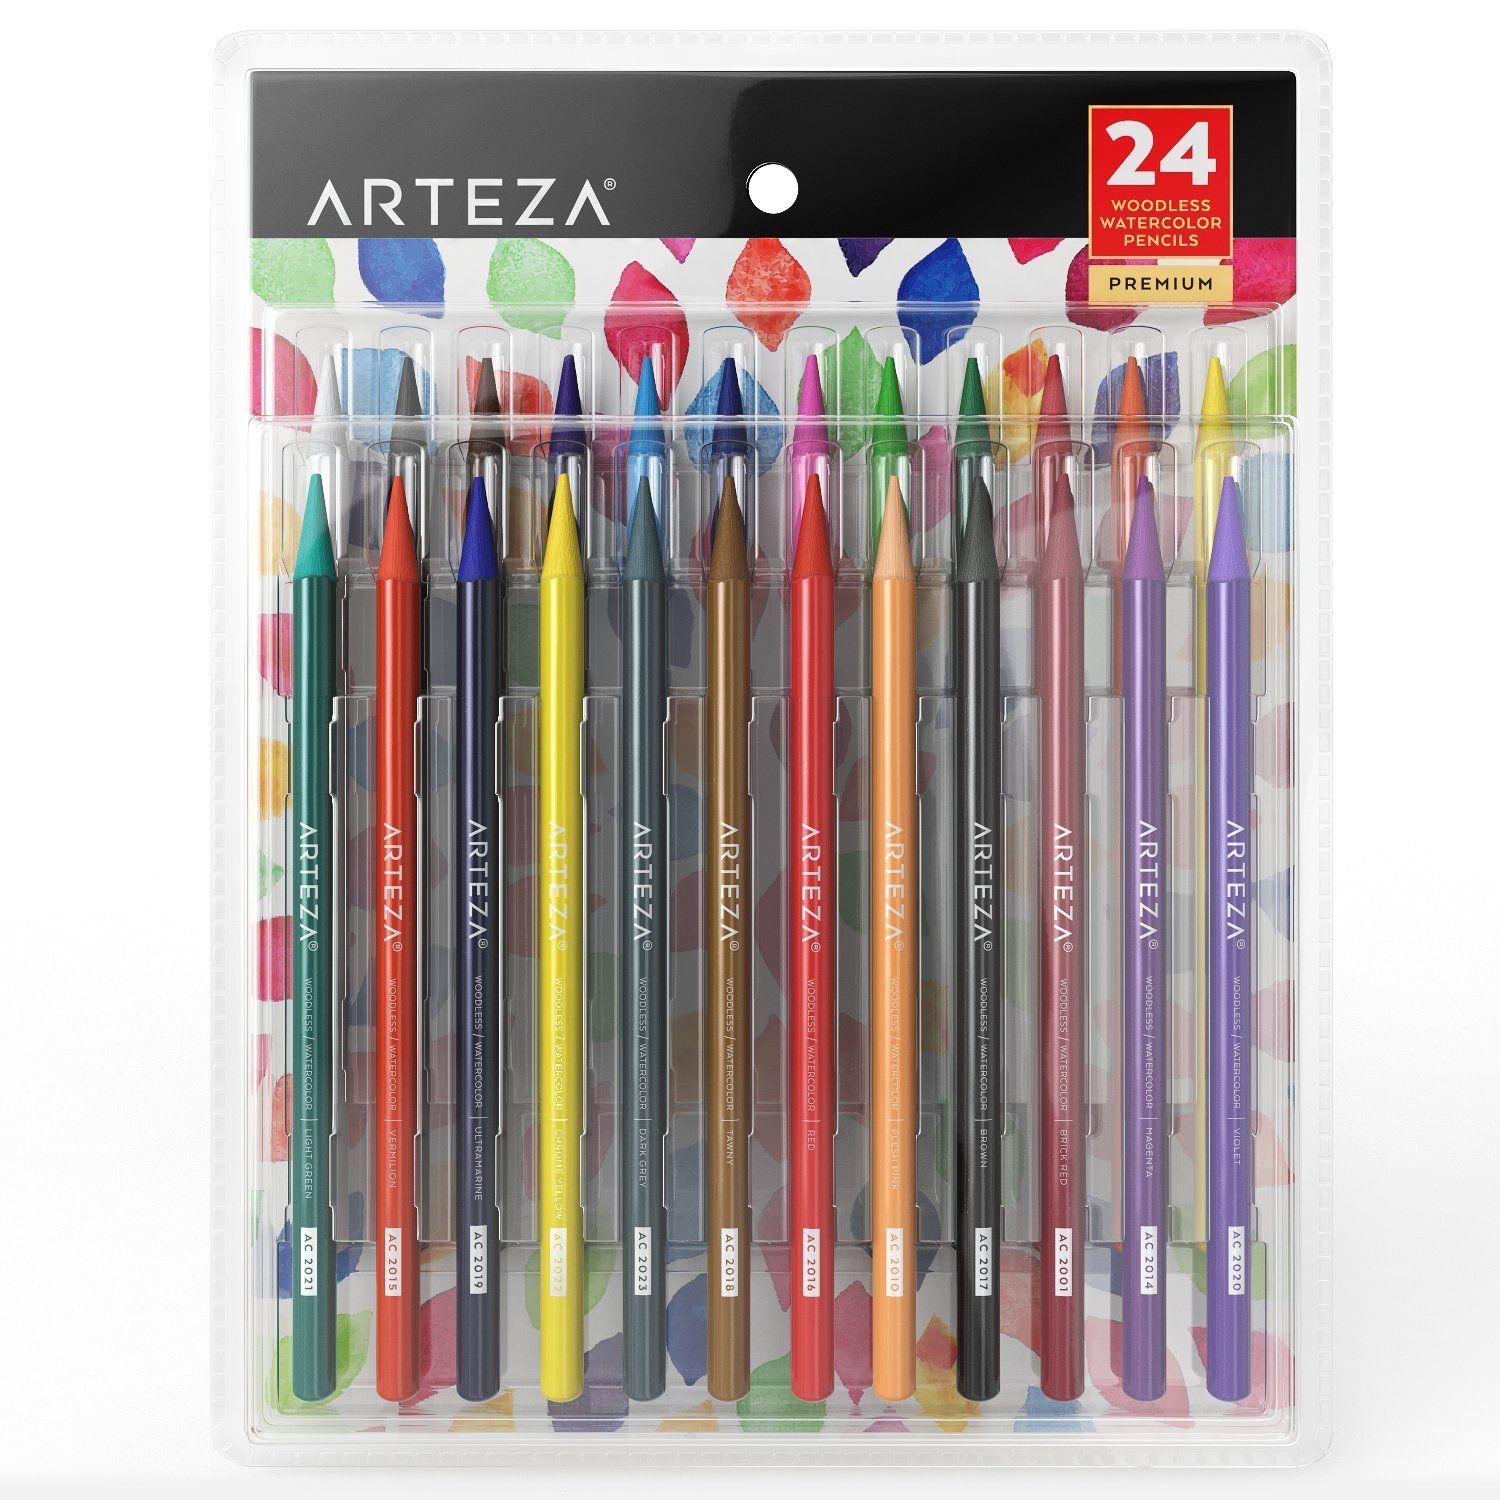 ARTEZA®
24
WOODLESS
WATERCOLOR
PENCILS
PREMIUM
ARTEZA® WOODLESS / WATERCOLOR | LIGHT GREEN AC 2021
ARTEZA® WOODLESS / WATERCOLOR | VERMILION AC 2015
ARTEZA® WOODLESS / WATERCOLOR | ULTRAMARINE AC 2019
ARTEZA® WOODLESS / WATERCOLOR | CHROME YELLOW AC 2022
ARTEZA® WOODLESS / WATERCOLOR | DARK GREY AC 2023
ARTEZA® WOODLESS / WATERCOLOR | TAWNY AC 2018
ARTEZA® WOODLESS / WATERCOLOR | RED AC 2016
ARTEZA® WOODLESS / WATERCOLOR | FLESH PINK AC 2010
ARTEZA® WOODLESS / WATERCOLOR | BROWN AC 2017
ARTEZA® WOODLESS / WATERCOLOR | BRICK RED AC 2001
ARTEZA® WOODLESS / WATERCOLOR | MAGENTA AC 2014
ARTEZA® WOODLESS / WATERCOLOR | VIOLET AC 2020